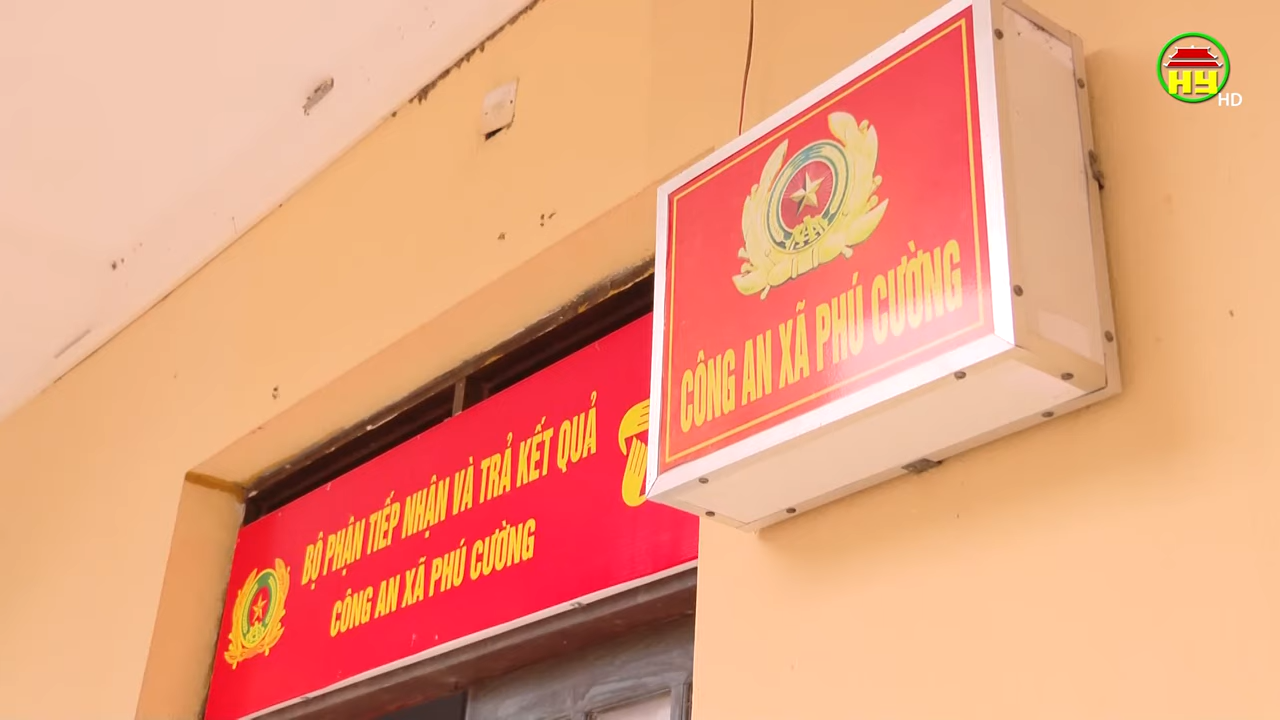 HY
HD
CÔNG AN XÃ PHÚ CƯỜNG
BỘ PHẬN TIẾP NHẬN VÀ TRẢ KẾT QUẢ
CÔNG AN XÃ PHÚ CƯỜNG